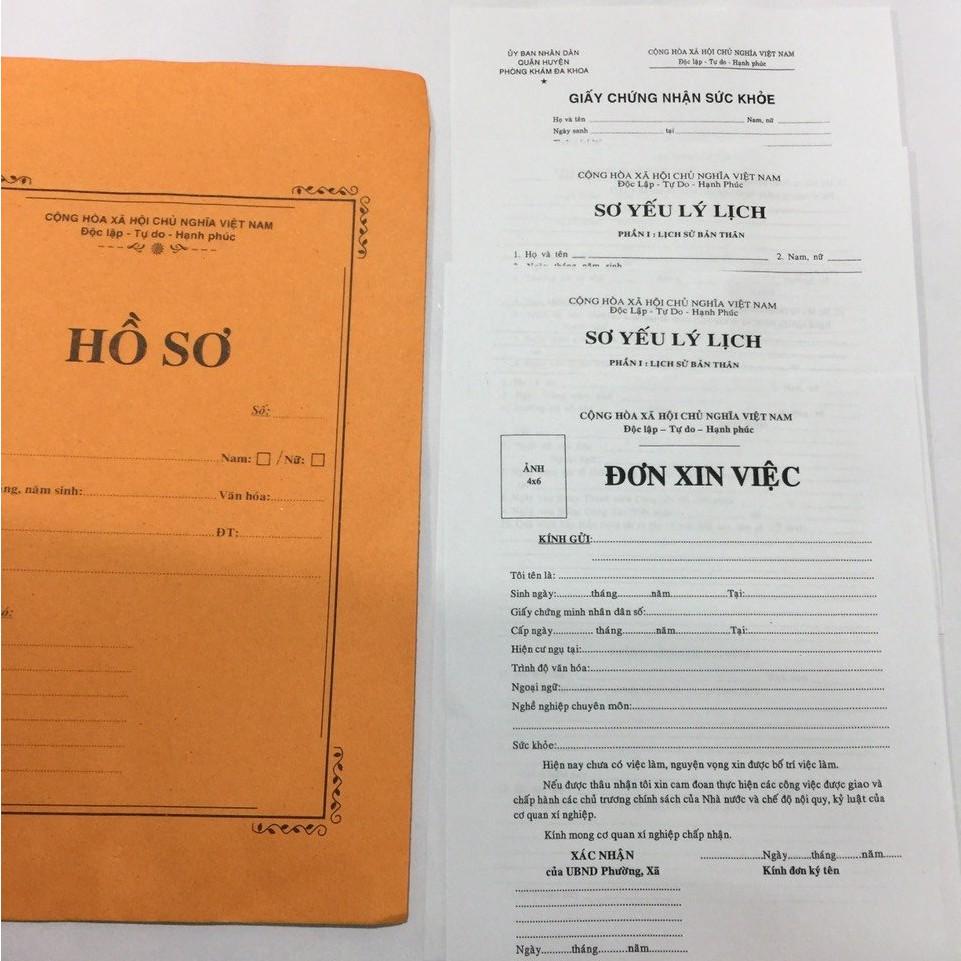 CỘNG HÒA XÃ HỘI CHỦ NGHĨA VIỆT NAM
Độc lập - Tự do - Hạnh phúc
HỒ SƠ
Số:
Nam: / Nữ:
năm sinh: Văn hóa:
ĐT:
ỦY BAN NHÂN DÂN
QUẬN HUYỆN
PHÒNG KHÁM ĐA KHOA
CỘNG HÒA XÃ HỘI CHỦ NGHĨA VIỆT NAM
Độc lập - Tự do - Hạnh phúc
GIẤY CHỨNG NHẬN SỨC KHỎE
Họ và tên Nam, nữ
Ngày sanh tại
CỘNG HÒA XÃ HỘI CHỦ NGHĨA VIỆT NAM
Độc Lập - Tự Do - Hạnh Phúc
SƠ YẾU LÝ LỊCH
PHẦN I : LỊCH SỬ BẢN THÂN
1. Họ và tên 2. Nam, nữ
CỘNG HÒA XÃ HỘI CHỦ NGHĨA VIỆT NAM
Độc Lập - Tự Do - Hạnh Phúc
SƠ YẾU LÝ LỊCH
PHẦN I : LỊCH SỬ BẢN THÂN
CỘNG HÒA XÃ HỘI CHỦ NGHĨA VIỆT NAM
Độc lập – Tự do – Hạnh phúc
ẢNH
4x6
ĐƠN XIN VIỆC
KÍNH GỬI:
Tôi tên là:
Sinh ngày:...........tháng...........năm...................Tại:
Giấy chứng minh nhân dân số:
Cấp ngày............. tháng...........năm..................Tại:
Hiện cư ngụ tại:
Trình độ văn hóa:
Ngoại ngữ:
Nghề nghiệp chuyên môn:
Sức khỏe:
Hiện nay chưa có việc làm, nguyện vọng xin được bố trí việc làm.
Nếu được thâu nhận tôi xin cam đoan thực hiện các công việc được giao và
chấp hành các chủ trương chính sách của Nhà nước và chế độ nội quy, kỷ luật của
cơ quan xí nghiệp.
Kính mong cơ quan xí nghiệp chấp nhận.
XÁC NHẬN
của UBND Phường, Xã
......................Ngày.......tháng.........năm......
Kính đơn ký tên
Ngày..........tháng.........năm............